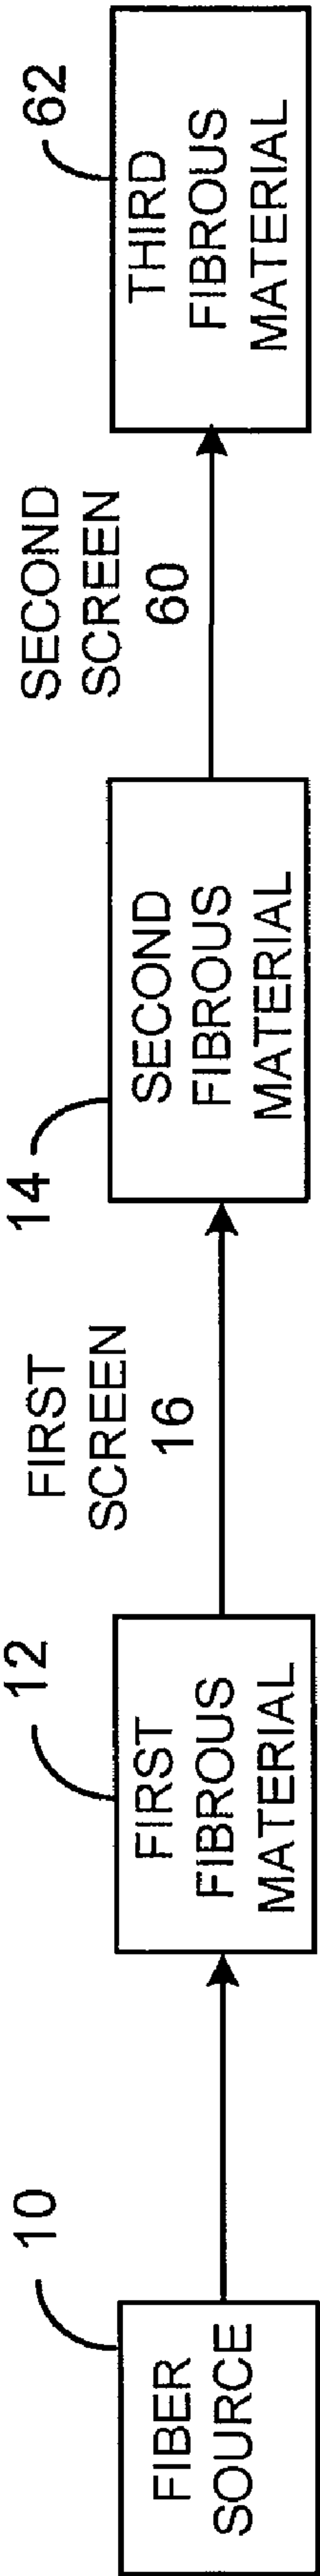 10
FIBER
SOURCE
12
FIRST
FIBROUS
MATERIAL
FIRST
SCREEN
16
14
SECOND
FIBROUS
MATERIAL
SECOND
SCREEN
60
62
THIRD
FIBROUS
MATERIAL